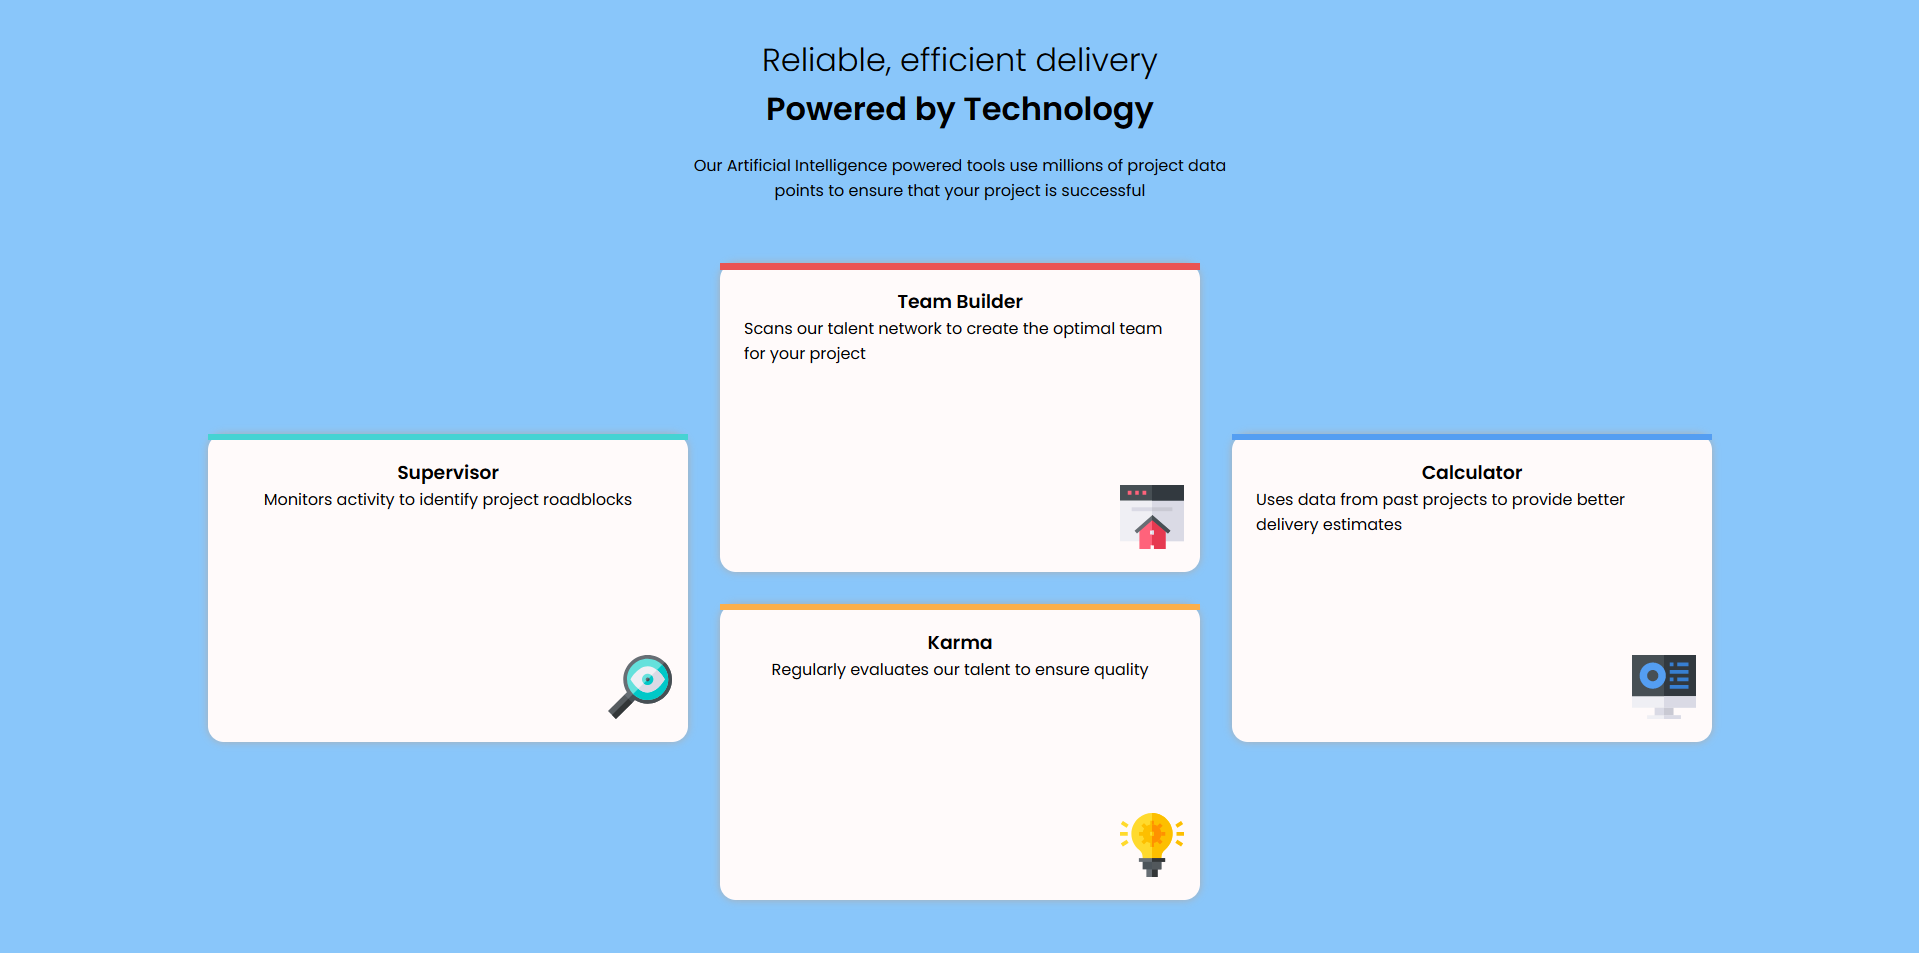 Reliable, efficient delivery
Powered by Technology
Our Artificial Intelligence powered tools use millions of project data
points to ensure that your project is successful
Team Builder
Scans our talent network to create the optimal team
for your project
Supervisor
Monitors activity to identify project roadblocks
Calculator
Uses data from past projects to provide better
delivery estimates
Karma
Regularly evaluates our talent to ensure quality